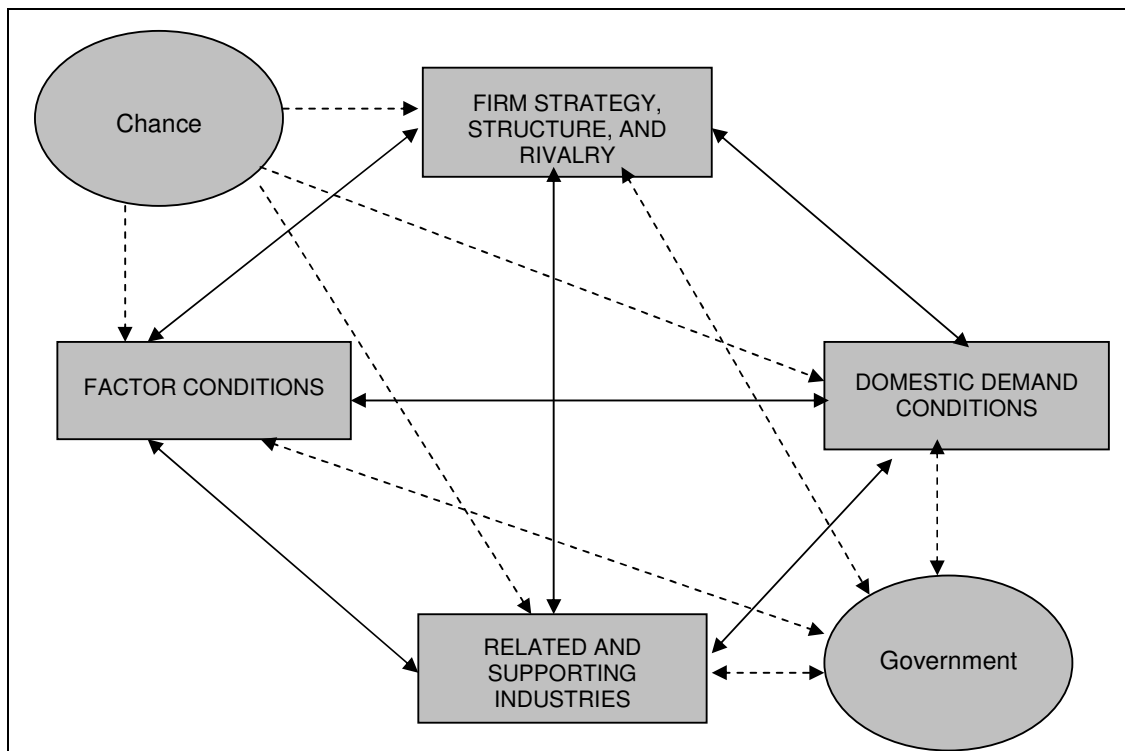 Chance
FIRM STRATEGY,
STRUCTURE, AND
RIVALRY
FACTOR CONDITIONS
DOMESTIC DEMAND
CONDITIONS
RELATED AND
SUPPORTING
INDUSTRIES
Government